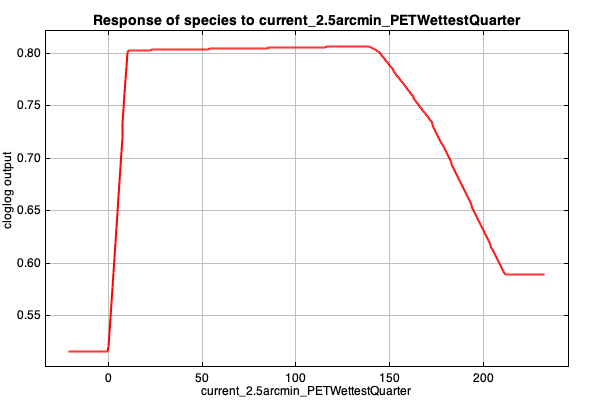 Response of species to current_2.5arcmin_PETWettestQuarter
cloglog output
0.80
0.75
0.70
0.65
0.60
0.55
0 50 100 150 200
current_2.5arcmin_PETWettestQuarter